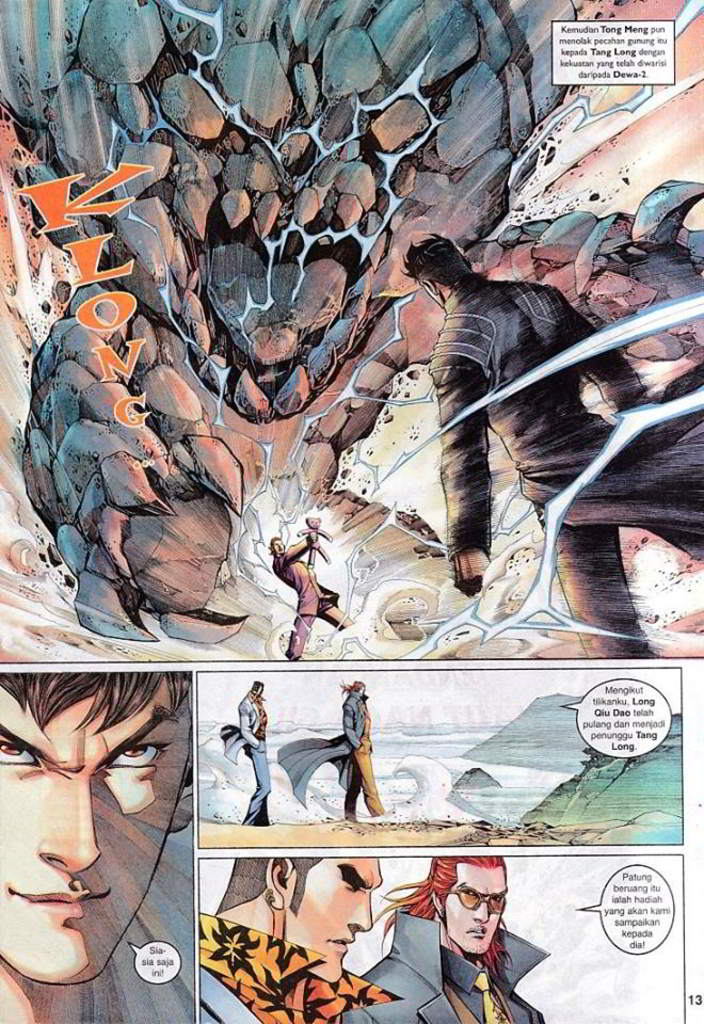 Kemudian Tong Meng pun
menolak pecahan gunung itu
kepada Tang Long dengan
kekuatan yang telah diwarisi
daripada Dewa-2.
KLONG...
Mengikut
tilikanku, Long
Qiu Dao telah
pulang dan menjadi
penunggu Tang
Long.
Sia-
sia saja
ini!
Patung
beruang itu
ialah hadiah
yang akan kami
sampaikan
kepada
dia!
13